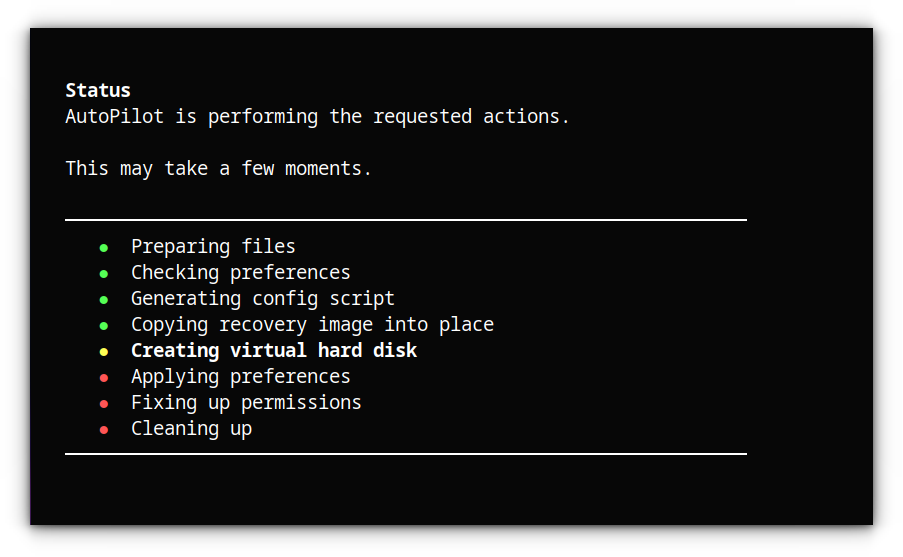 Status
AutoPilot is performing the requested actions.
This may take a few moments.
Preparing files
Checking preferences
Generating config script
Copying recovery image into place
Creating virtual hard disk
Applying preferences
Fixing up permissions
Cleaning up